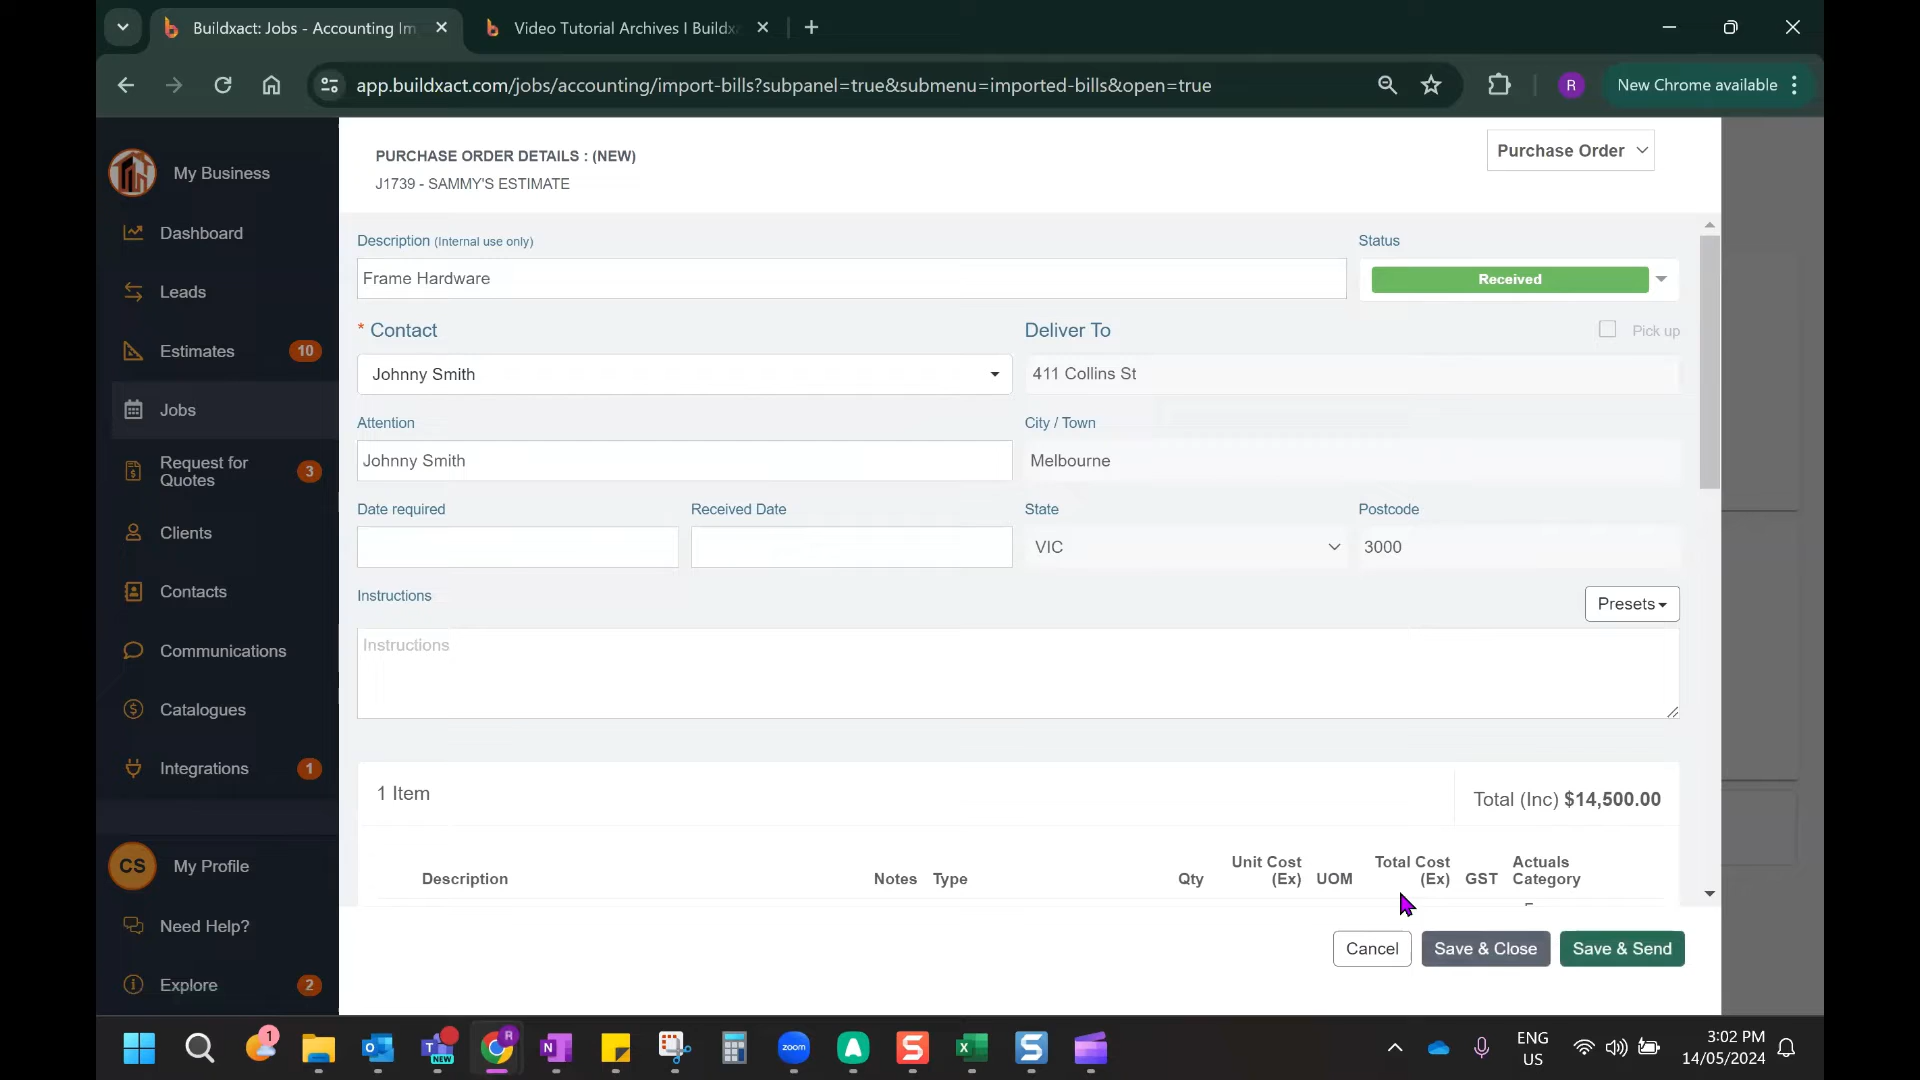 Buildxact: Jobs - Accounting Im
Video Tutorial Archives I Buildx
app.buildxact.com/jobs/accounting/import-bills?subpanel=true&submenu=imported-bills&open=true
R
New Chrome available
My Business
Dashboard
Leads
Estimates
10
Jobs
Request for
Quotes
3
Clients
Contacts
Communications
Catalogues
Integrations
1
CS
My Profile
Need Help?
Explore
2
PURCHASE ORDER DETAILS : (NEW)
J1739 - SAMMY'S ESTIMATE
Purchase Order
Description (Internal use only)
Status
Frame Hardware
Received
* Contact
Deliver To
Pick up
Johnny Smith
411 Collins St
Attention
City / Town
Johnny Smith
Melbourne
Date required
Received Date
State
Postcode
VIC
3000
Instructions
Presets
Instructions
1 Item
Total (Inc) $14,500.00
Description
Notes
Type
Qty
Unit Cost
(Ex)
UOM
Total Cost
(Ex)
GST
Actuals
Category
Cancel
Save & Close
Save & Send
1
NEW
R
zoom
ENG
US
3:02 PM
14/05/2024